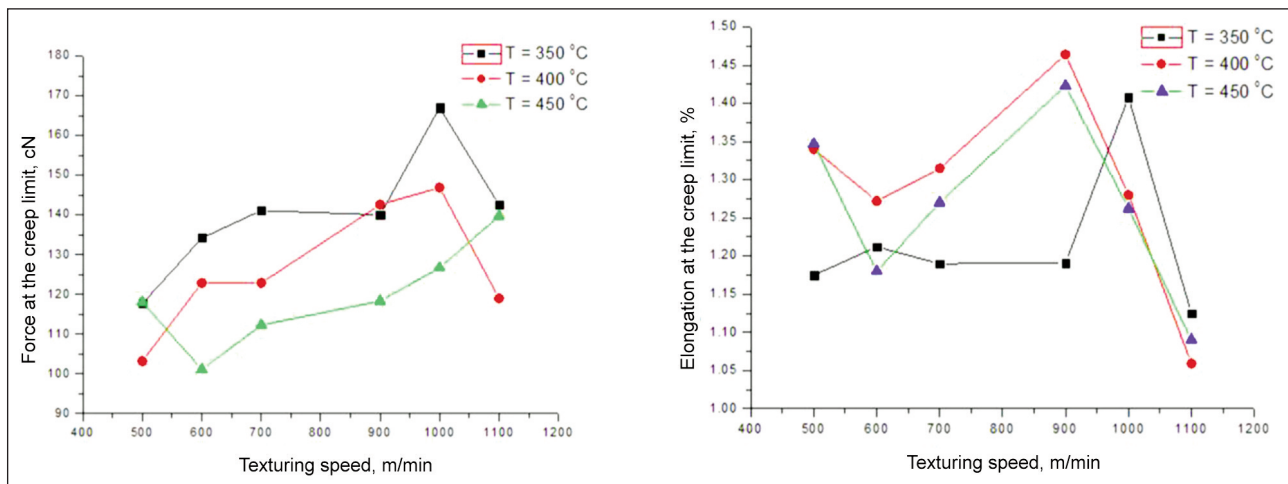 Force at the creep limit, cN
180
170
160
150
140
130
120
110
100
90
T = 350 °C
T = 400 °C
T = 450 °C
400 500 600 700 800 900 1000 1100 1200
Texturing speed, m/min
Elongation at the creep limit, %
1.50
1.45
1.40
1.35
1.30
1.25
1.20
1.15
1.10
1.05
1.00
T = 350 °C
T = 400 °C
T = 450 °C
400 500 600 700 800 900 1000 1100 1200
Texturing speed, m/min